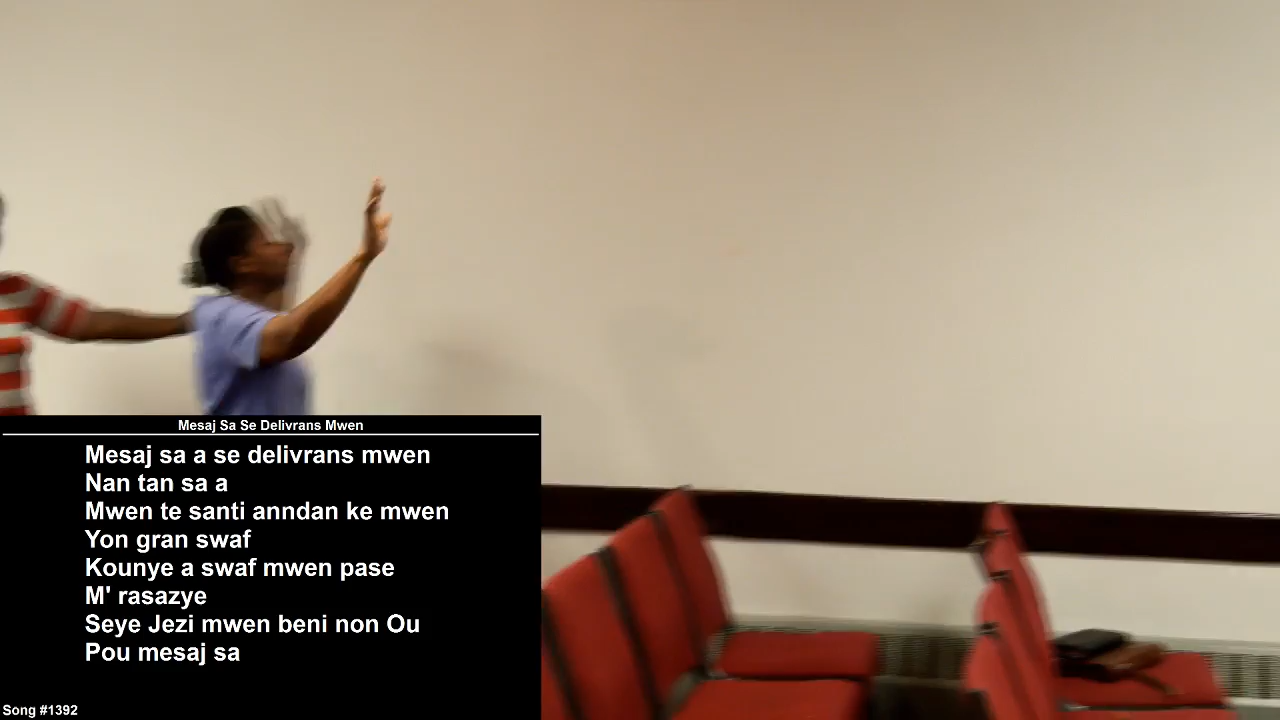 Mesaj Sa Se Delivrans Mwen
Mesaj sa a se delivrans mwen
Nan tan sa a
Mwen te santi anndan ke mwen
Yon gran swaf
Kounye a swaf mwen pase
M' rasazye
Seye Jezi mwen beni non Ou
Pou mesaj sa
Song #1392